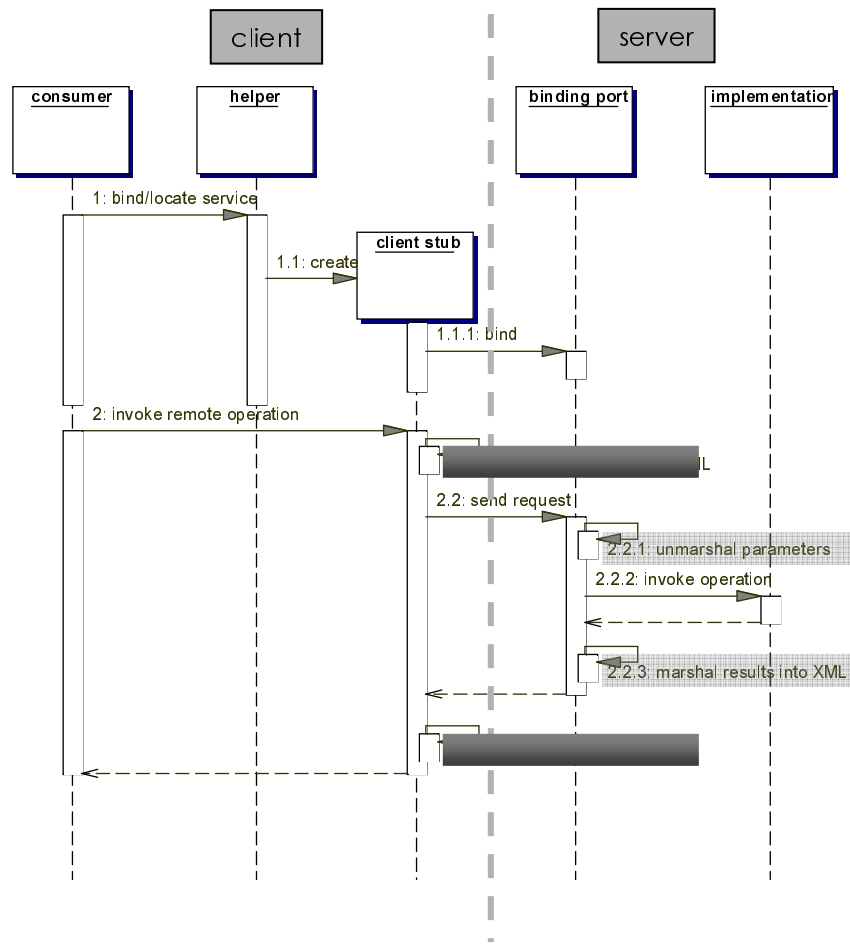 client
server
consumer
helper
binding port
implementation
1: bind/locate service
client stub
1.1: create
1.1.1: bind
2: invoke remote operation
2.2: send request
2.2.1: unmarshal parameters
2.2.2: invoke operation
2.2.3: marshal results into XML